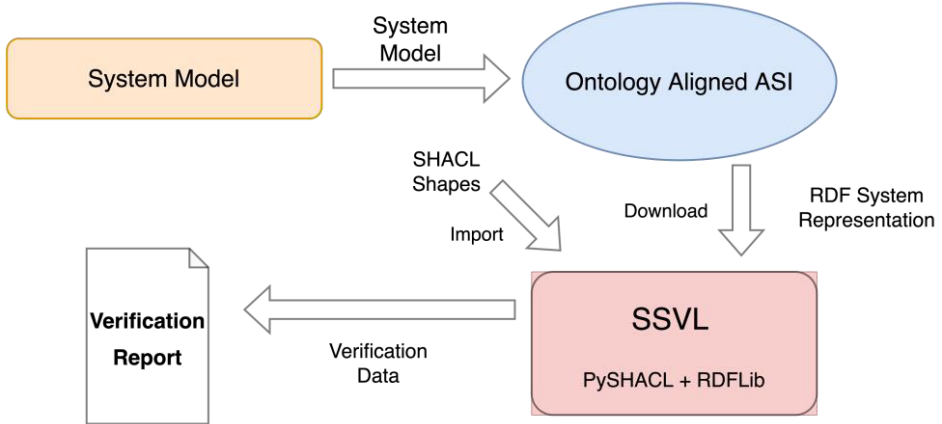 System Model
System
Model
Ontology Aligned ASI
SHACL
Shapes
Import
Download
RDF System
Representation
Verification
Report
Verification
Data
SSVL
PySHACL + RDFLib